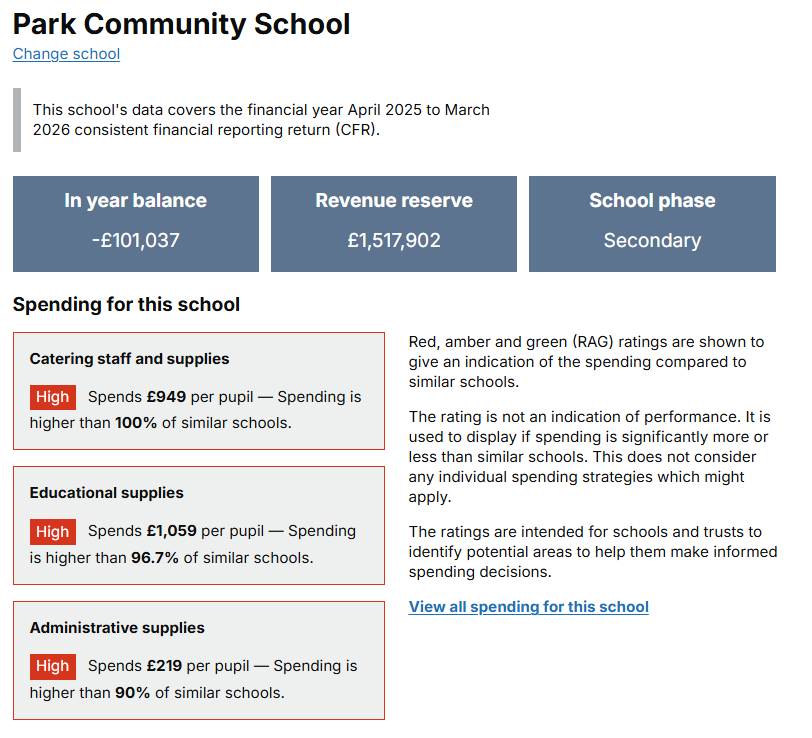 Park Community School
Change school
This school's data covers the financial year April 2025 to March
2026 consistent financial reporting return (CFR).
In year balance
-£101,037
Revenue reserve
£1,517,902
School phase
Secondary
Spending for this school
Catering staff and supplies
High Spends £949 per pupil — Spending is
higher than 100% of similar schools.
Educational supplies
High Spends £1,059 per pupil — Spending
is higher than 96.7% of similar schools.
Administrative supplies
High Spends £219 per pupil — Spending is
higher than 90% of similar schools.
Red, amber and green (RAG) ratings are shown to
give an indication of the spending compared to
similar schools.
The rating is not an indication of performance. It is
used to display if spending is significantly more or
less than similar schools. This does not consider
any individual spending strategies which might
apply.
The ratings are intended for schools and trusts to
identify potential areas to help them make informed
spending decisions.
View all spending for this school